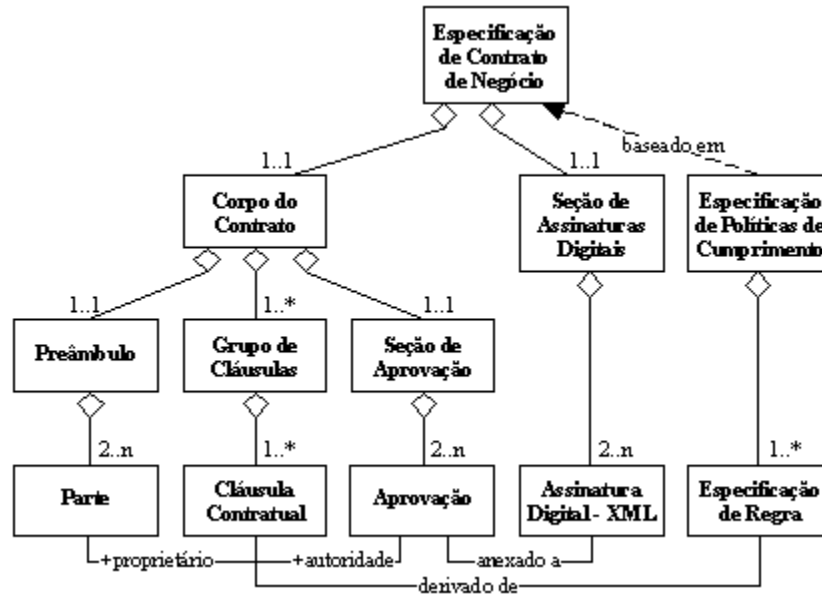 Especificação
de Contrato
de Negócio
baseado em
1..1
1..1
Corpo do
Contrato
Seção de
Assinaturas
Digitais
Especificação
de Políticas de
Cumprimento
1..1
1..*
1..1
Preâmbulo
Grupo de
Cláusulas
Seção de
Aprovação
2..n
1..*
2..n
2..n
1..*
Parte
Cláusula
Contratual
Aprovação
Assinatura
Digital - XML
Especificação
de Regra
+proprietário
+autoridade
anexado a
derivado de